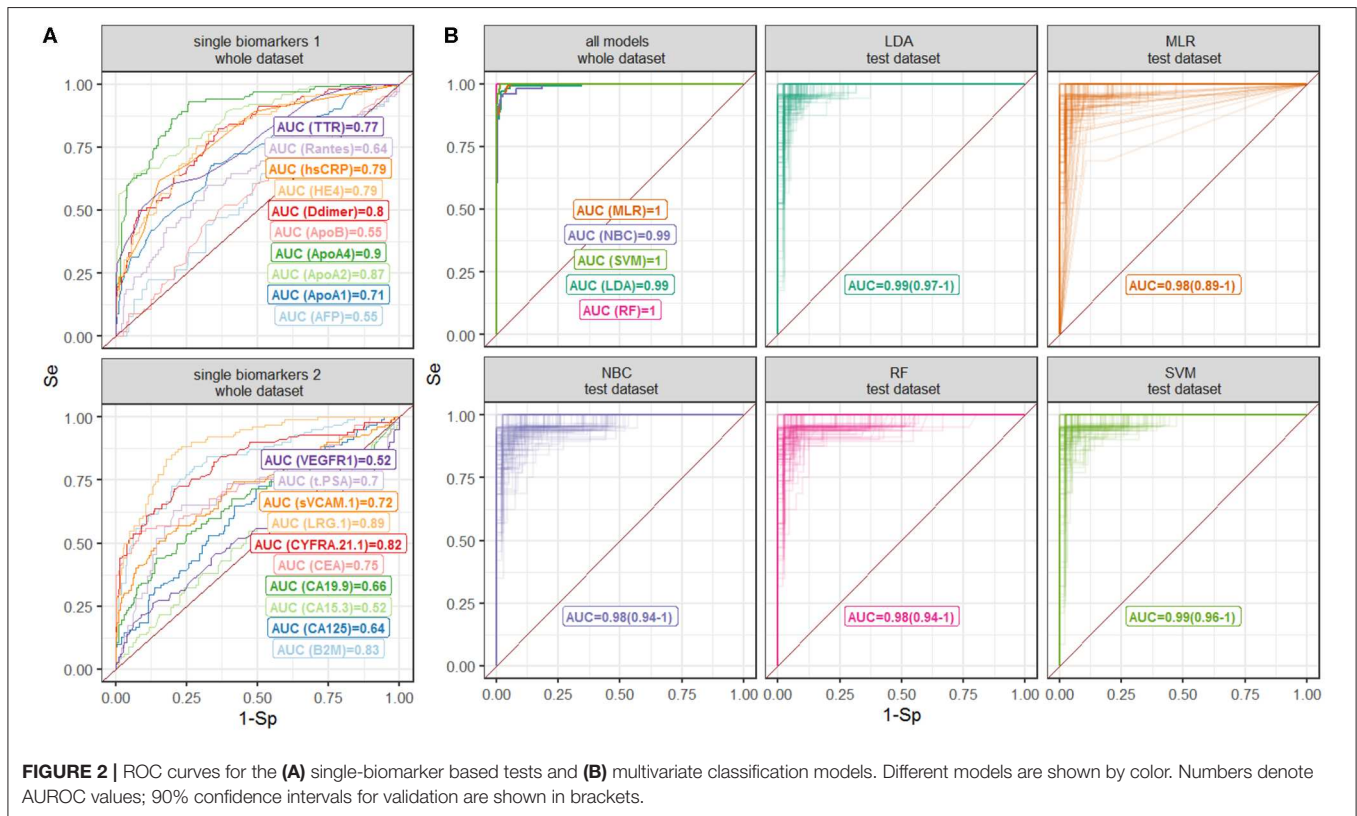 A
single biomarkers 1
whole dataset
1.00
0.75
0.50
0.25
0.00
AUC (TTR)=0.77
AUC (Rantes)=0.64
AUC (hsCRP)=0.79
AUC (HE4)=0.79
AUC (Ddimer)=0.8
AUC (ApoB)=0.55
AUC (ApoA4)=0.9
AUC (ApoA2)=0.87
AUC (ApoA1)=0.71
AUC (AFP)=0.55
Se
single biomarkers 2
whole dataset
1.00
0.75
0.50
0.25
0.00
AUC (VEGFR1)=0.52
AUC (t.PSA)=0.7
AUC (sVCAM.1)=0.72
AUC (LRG.1)=0.89
AUC (CYFRA.21.1)=0.82
AUC (CEA)=0.75
AUC (CA19.9)=0.66
AUC (CA15.3)=0.52
AUC (CA125)=0.64
AUC (B2M)=0.83
0.00 0.25 0.50 0.75 1.00
1-Sp
B
all models
whole dataset
1.00
0.75
0.50
0.25
0.00
AUC (MLR)=1
AUC (NBC)=0.99
AUC (SVM)=1
AUC (LDA)=0.99
AUC (RF)=1
LDA
test dataset
AUC=0.99(0.97-1)
MLR
test dataset
AUC=0.98(0.89-1)
Se
NBC
test dataset
1.00
0.75
0.50
0.25
0.00
AUC=0.98(0.94-1)
0.00 0.25 0.50 0.75 1.00
RF
test dataset
AUC=0.98(0.94-1)
0.00 0.25 0.50 0.75 1.00
SVM
test dataset
AUC=0.99(0.96-1)
0.00 0.25 0.50 0.75 1.00
1-Sp
FIGURE 2 | ROC curves for the (A) single-biomarker based tests and (B) multivariate classification models. Different models are shown by color. Numbers denote
AUROC values; 90% confidence intervals for validation are shown in brackets.